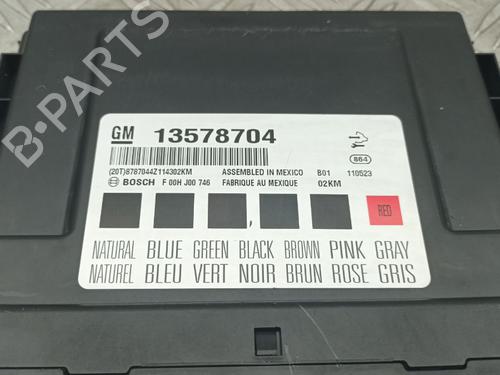 GM 13578704
864
(20T)8787044Z114302KM ASSEMBLED IN MEXICO B01 110523
BOSCH F 00H J00 746 FABRIQUE AU MEXIQUE 02KM
RED
NATURAL BLUE GREEN BLACK BROWN PINK GRAY
NATUREL BLEU VERT NOIR BRUN ROSE GRIS